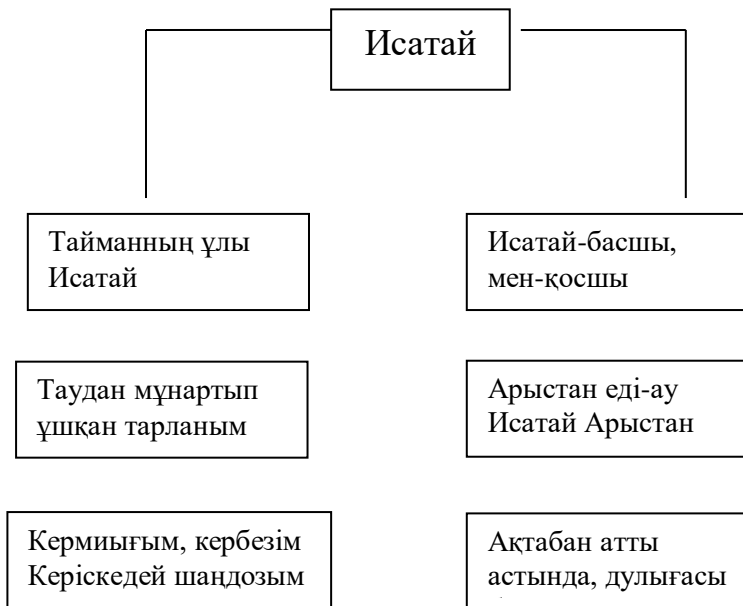 Исатай
Тайманның ұлы
Исатай
Исатай-басшы,
мен-қосшы
Таудан мұнартып
ұшқан тарланым
Арыстан еді-ау
Исатай Арыстан
Кермиығым, кербезім
Керіскедей шаңдозым
Ақтабан атты
астында, дулығасы